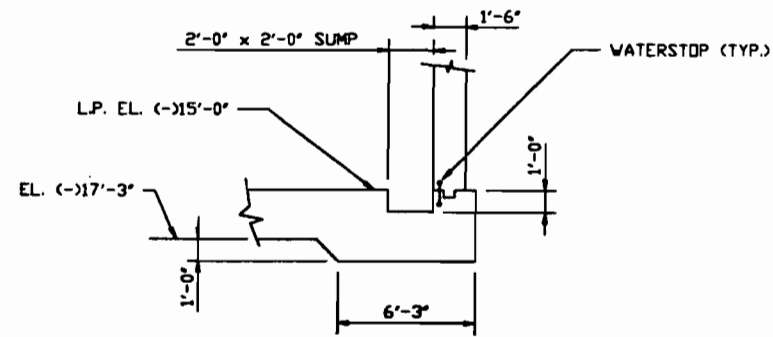 1'-6"
2'-0" x 2'-0" SUMP
WATERSTOP (TYP.)
L.P. EL. (-)15'-0"
1'-0"
EL. (-)17'-3"
1'-0"
6'-3"